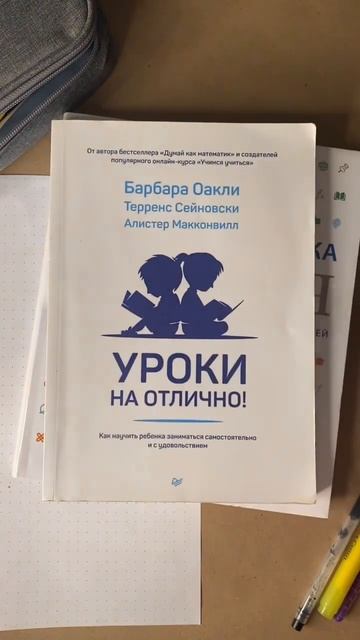 От автора бестселлера «Думай как математик» и создателей
популярного онлайн-курса «Учимся учиться»
Барбара Оакли
Терренс Сейновски
Алистер Макконвилл
УРОКИ
НА ОТЛИЧНО!
Как научить ребенка заниматься самостоятельно
и с удовольствием